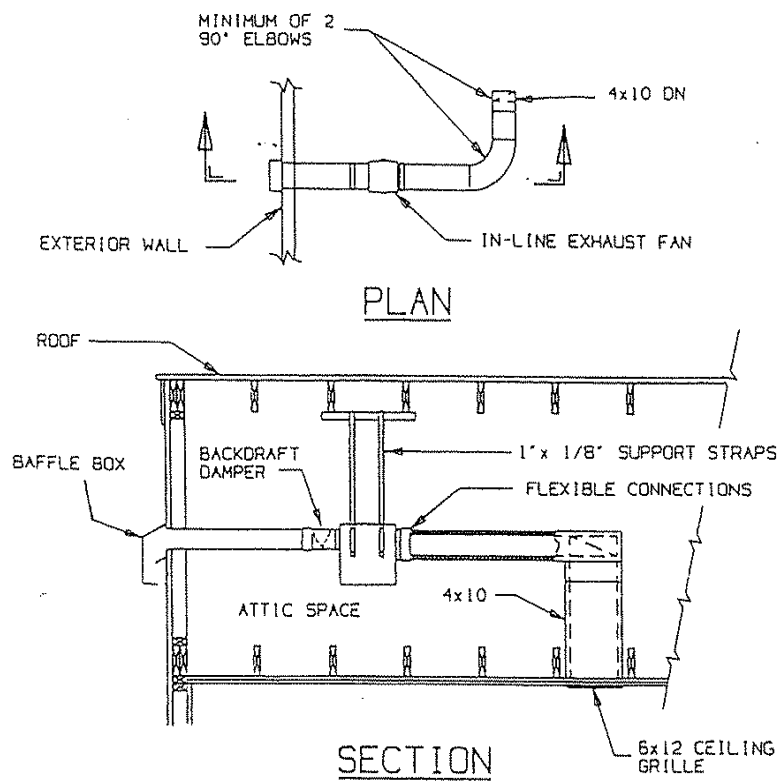 MINIMUM OF 2
90° ELBOWS
4x10 DN
EXTERIOR WALL
IN-LINE EXHAUST FAN
PLAN
ROOF
BAFFLE BOX
BACKDRAFT
DAMPER
1"x 1/8" SUPPORT STRAPS
FLEXIBLE CONNECTIONS
4x10
ATTIC SPACE
6x12 CEILING
GRILLE
SECTION